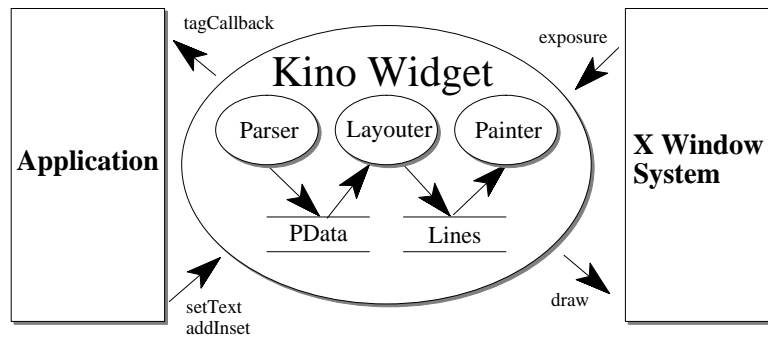 tagCallback
exposure
Kino Widget
Parser
Layouter
Painter
Application
X Window
System
PData
Lines
setText
addInset
draw